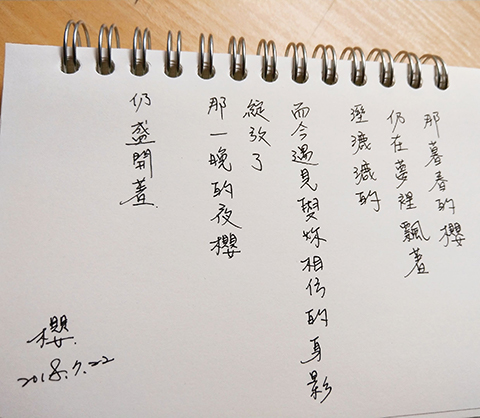 那暮春的櫻
仍在夢裡飄著
溼漉漉的
而今遇見與妳相仿的身影
綻放了
那一晚的夜櫻
仍盛開著.
櫻.
2018.7.22